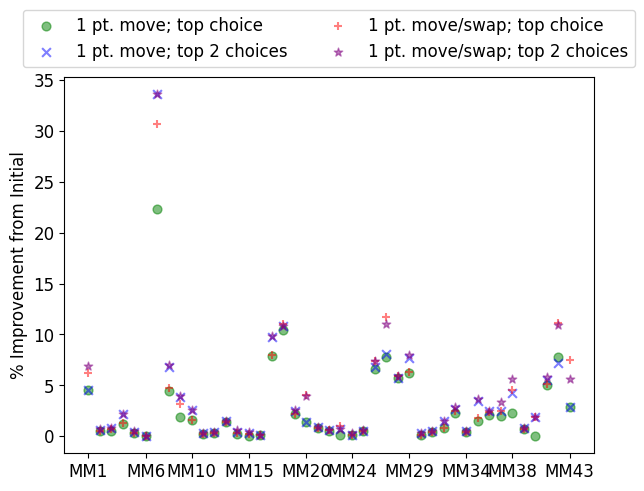 1 pt. move; top choice
1 pt. move/swap; top choice
1 pt. move; top 2 choices
1 pt. move/swap; top 2 choices
% Improvement from Initial
35
30
25
20
15
10
5
0
MM1 MM6 MM10 MM15 MM20 MM24 MM29 MM34 MM38 MM43